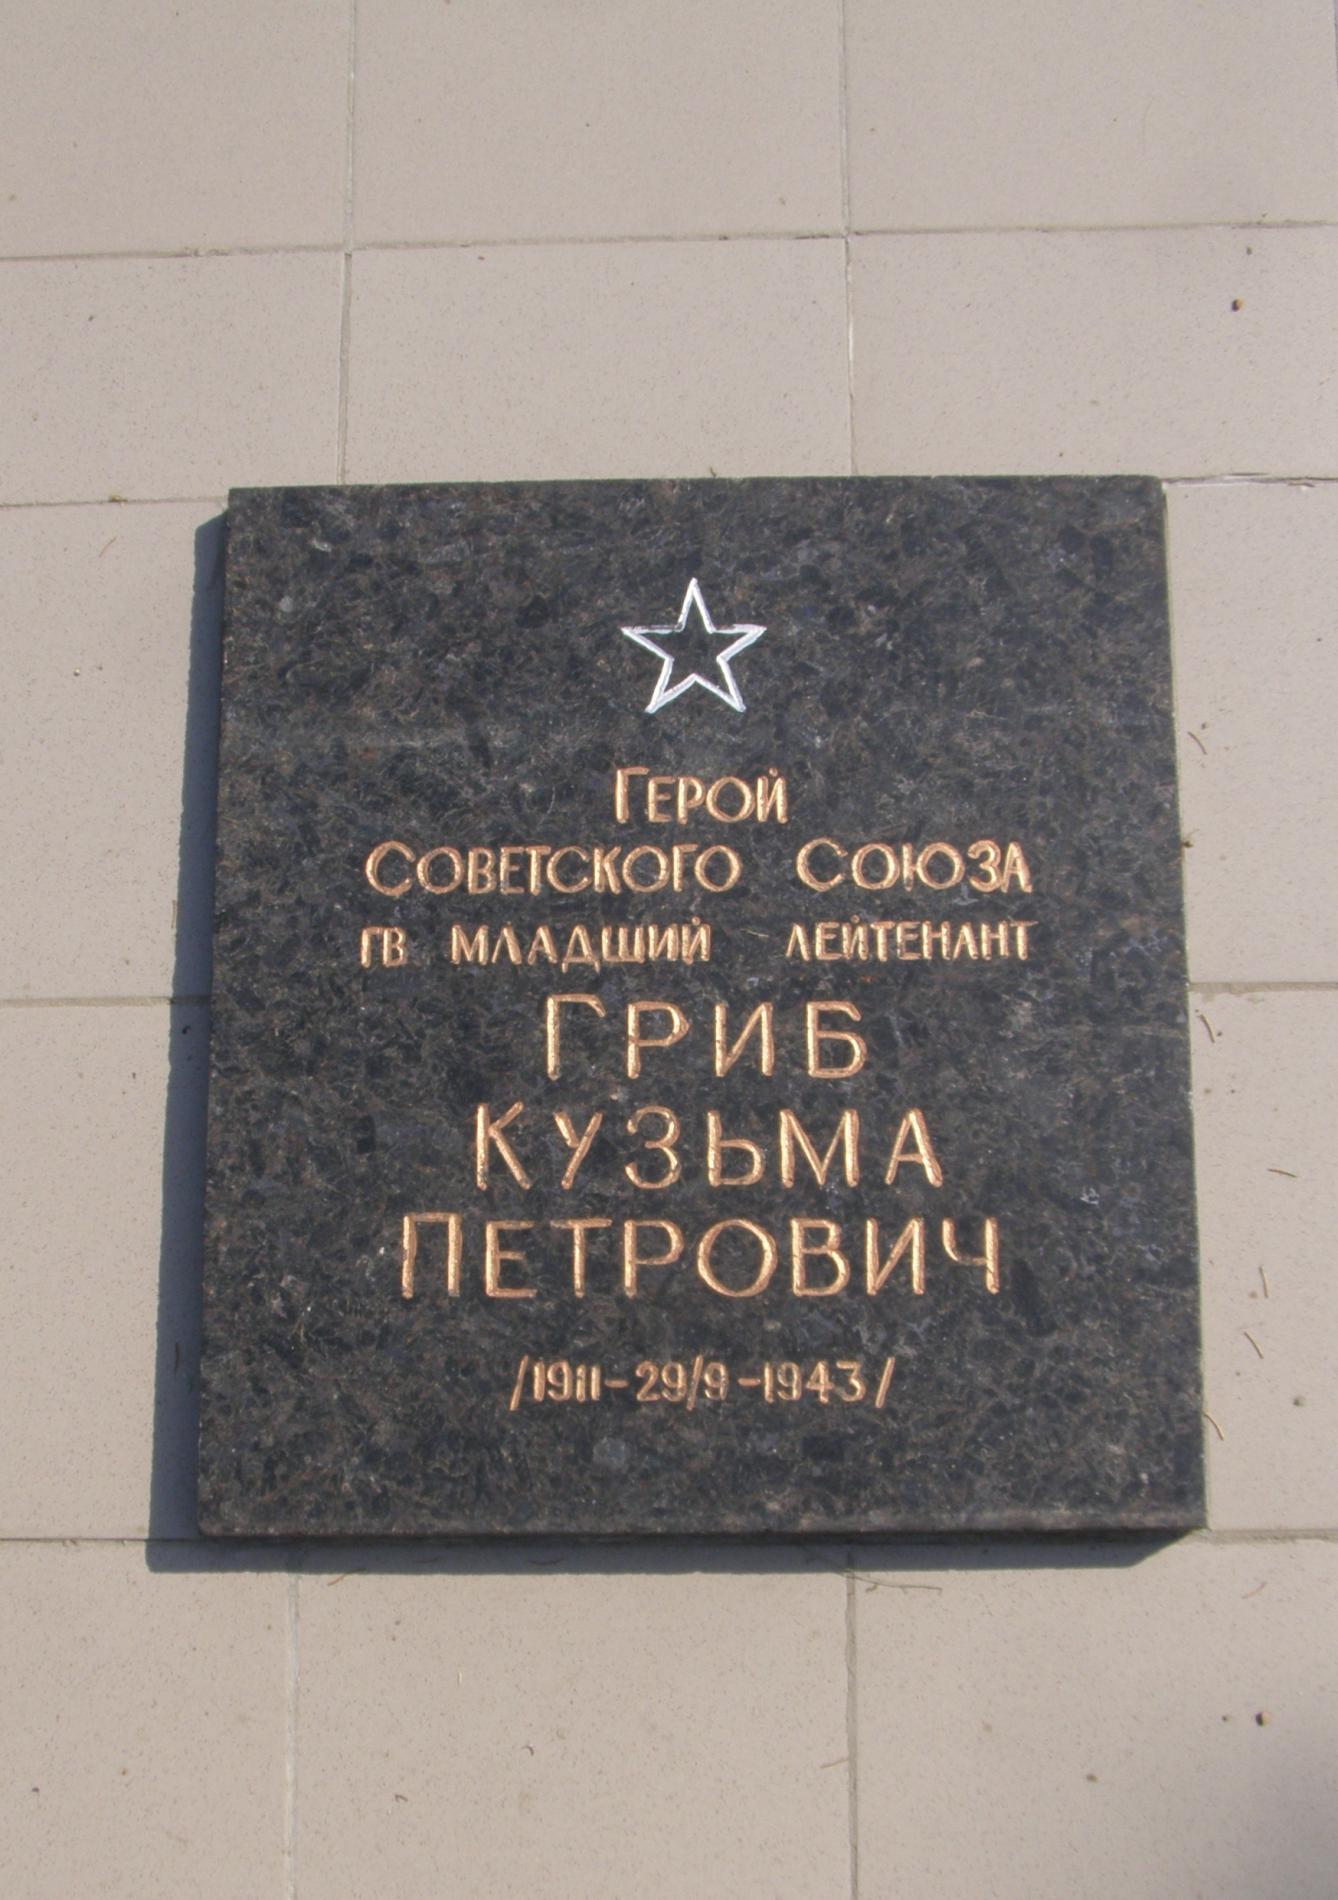 Герой
Советского Союза
гв младший лейтенант
Гриб
Кузьма
Петрович
/1911-29/9-1943/